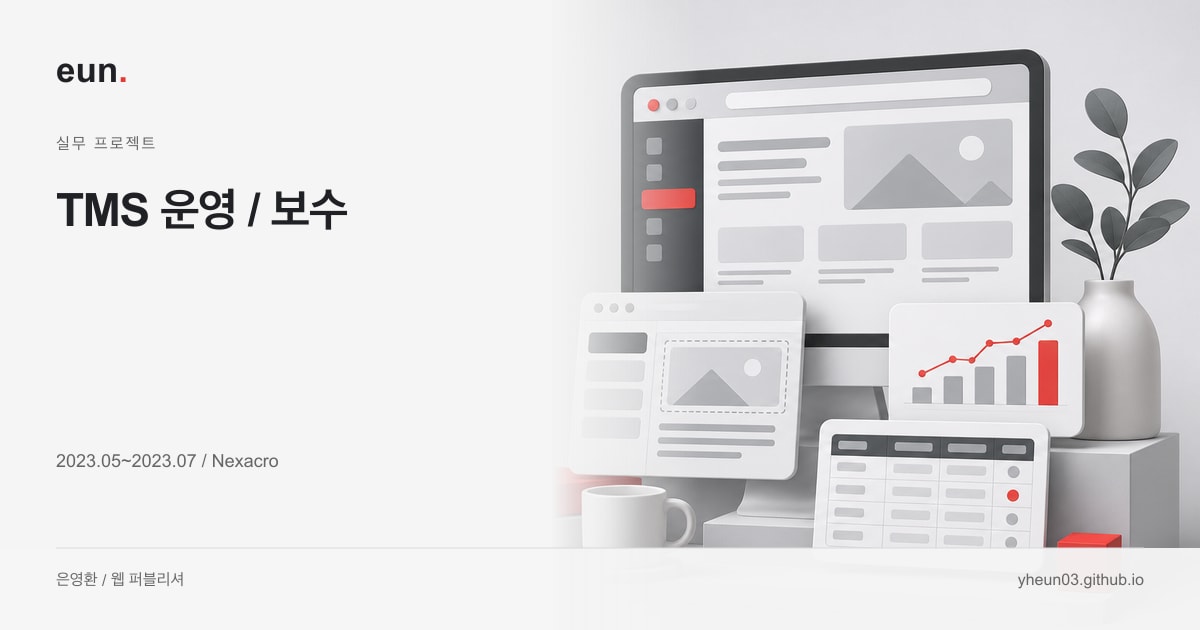 eun.
실무 프로젝트
TMS 운영 / 보수
2023.05~2023.07 / Nexacro
은영환 / 웹 퍼블리셔
yheun03.github.io